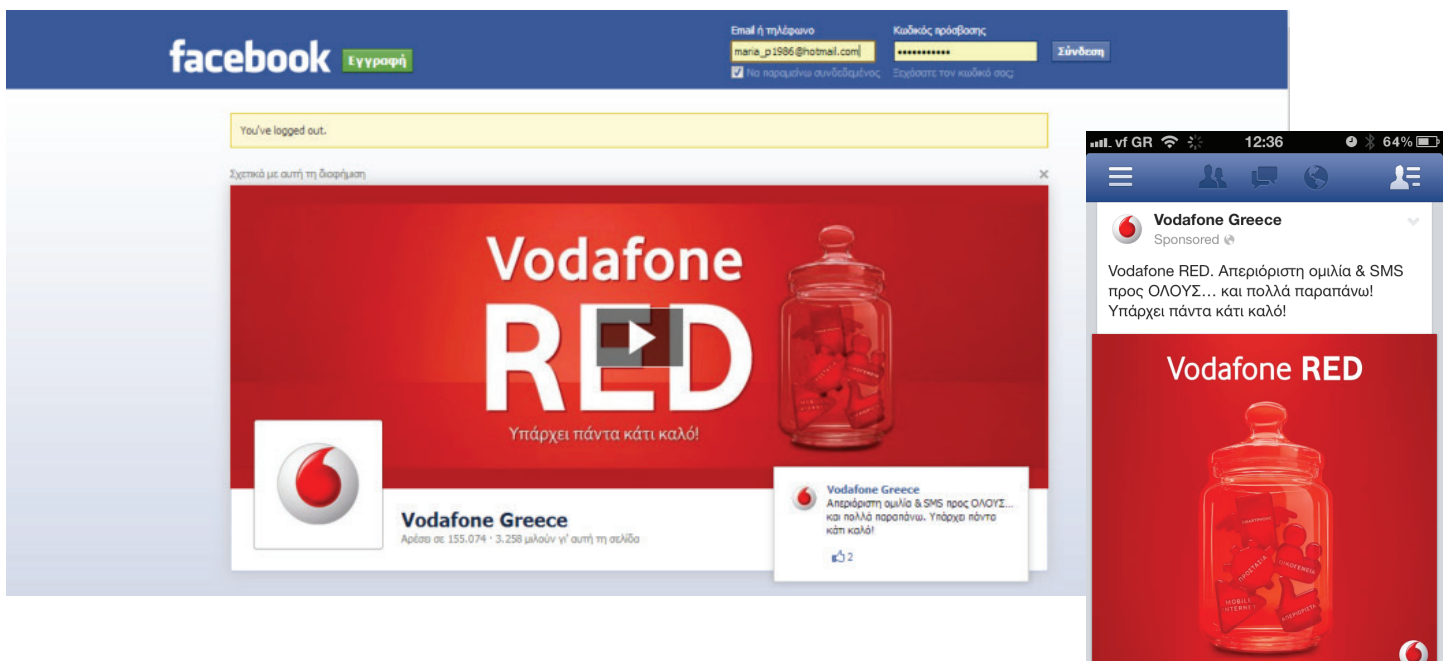 Email ή τηλέφωνο
Κωδικός πρόσβασης
facebook Εγγραφή
maria_p1986@hotmail.com
Σύνδεση
Να παραμείνω συνδεδεμένος
Ξεχάσατε τον κωδικό σας;
You've logged out.
Σχετικά με αυτή τη διαφήμιση
Vodafone
RED
Υπάρχει πάντα κάτι καλό!
Vodafone Greece
Αρέσει σε 155.074 · 3.258 μιλούν γι' αυτή τη σελίδα
Vodafone Greece
Απεριόριστη ομιλία & SMS προς ΟΛΟΥΣ...
και πολλά παραπάνω. Υπάρχει πάντα
κάτι καλό!
2
vf GR 12:36 64%
Vodafone Greece
Sponsored
Vodafone RED. Απεριόριστη ομιλία & SMS
προς ΟΛΟΥΣ… και πολλά παραπάνω!
Υπάρχει πάντα κάτι καλό!
Vodafone RED
SMARTPHONE
ΠΡΟΣΤΑΣΙΑ
ΟΙΚΟΓΕΝΕΙΑ
MOBILE
INTERNET
ΑΠΕΡΙΟΡΙΣΤΑ